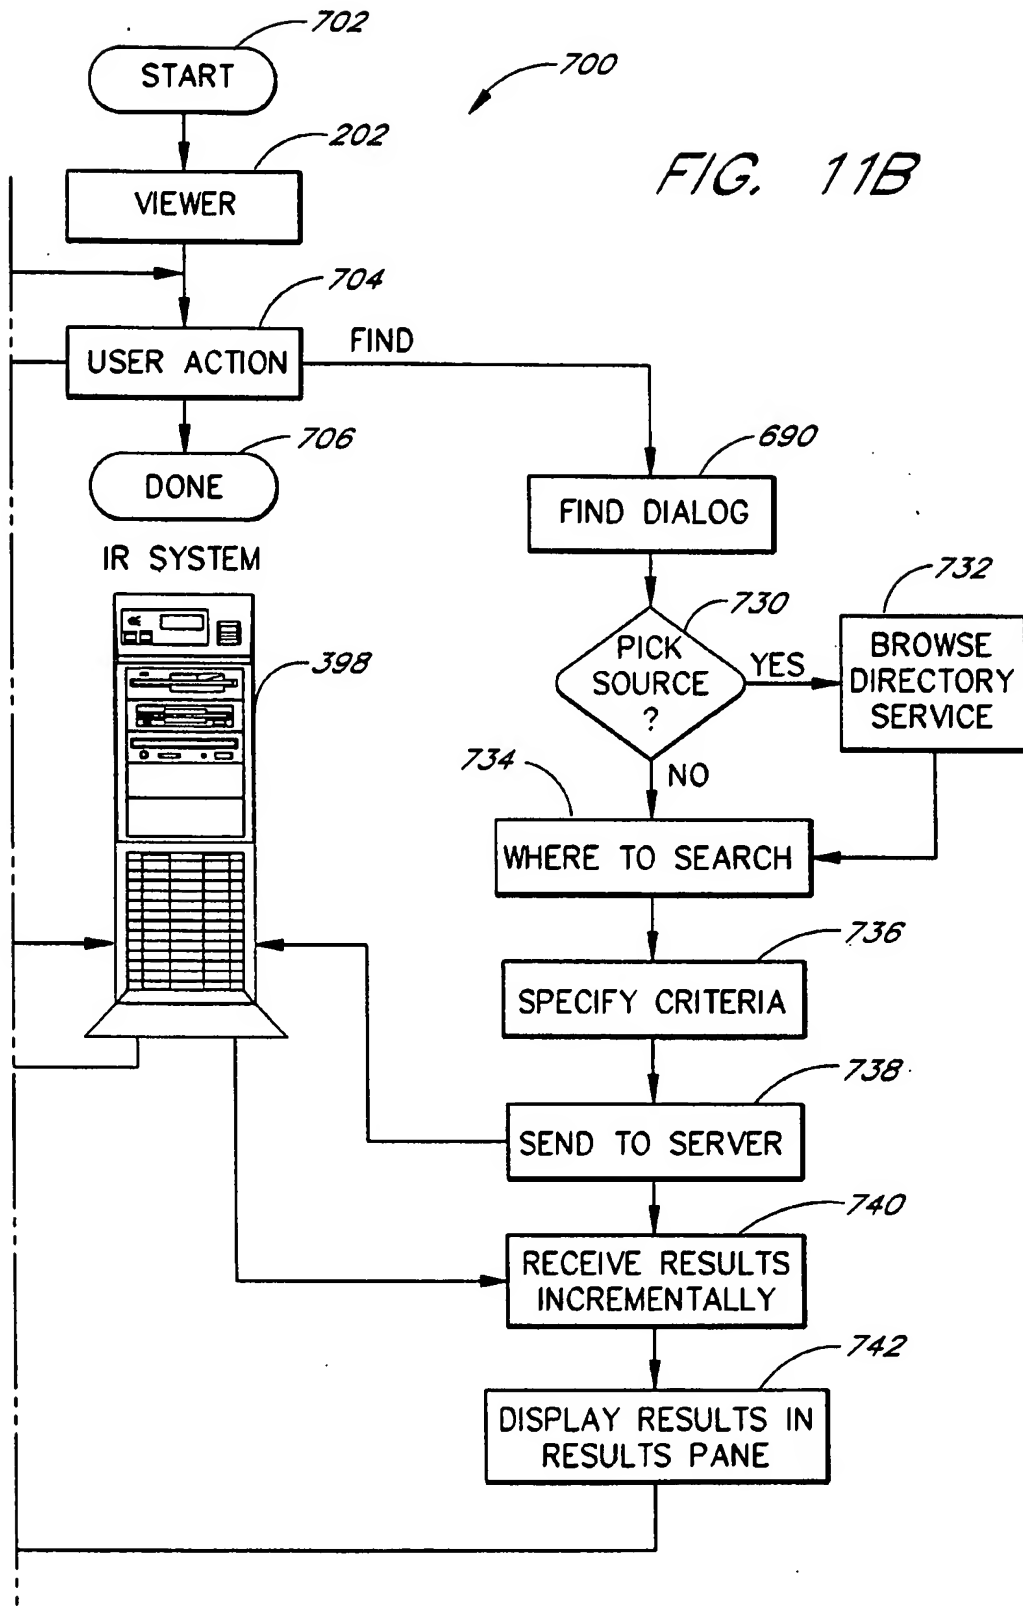 702
START
700
202
FIG. 11B
VIEWER
704
USER ACTION
FIND
706
690
DONE
FIND DIALOG
IR SYSTEM
732
730
398
PICK
SOURCE
?
YES
BROWSE
DIRECTORY
SERVICE
734
NO
WHERE TO SEARCH
736
SPECIFY CRITERIA
738
SEND TO SERVER
740
RECEIVE RESULTS
INCREMENTALLY
742
DISPLAY RESULTS IN
RESULTS PANE